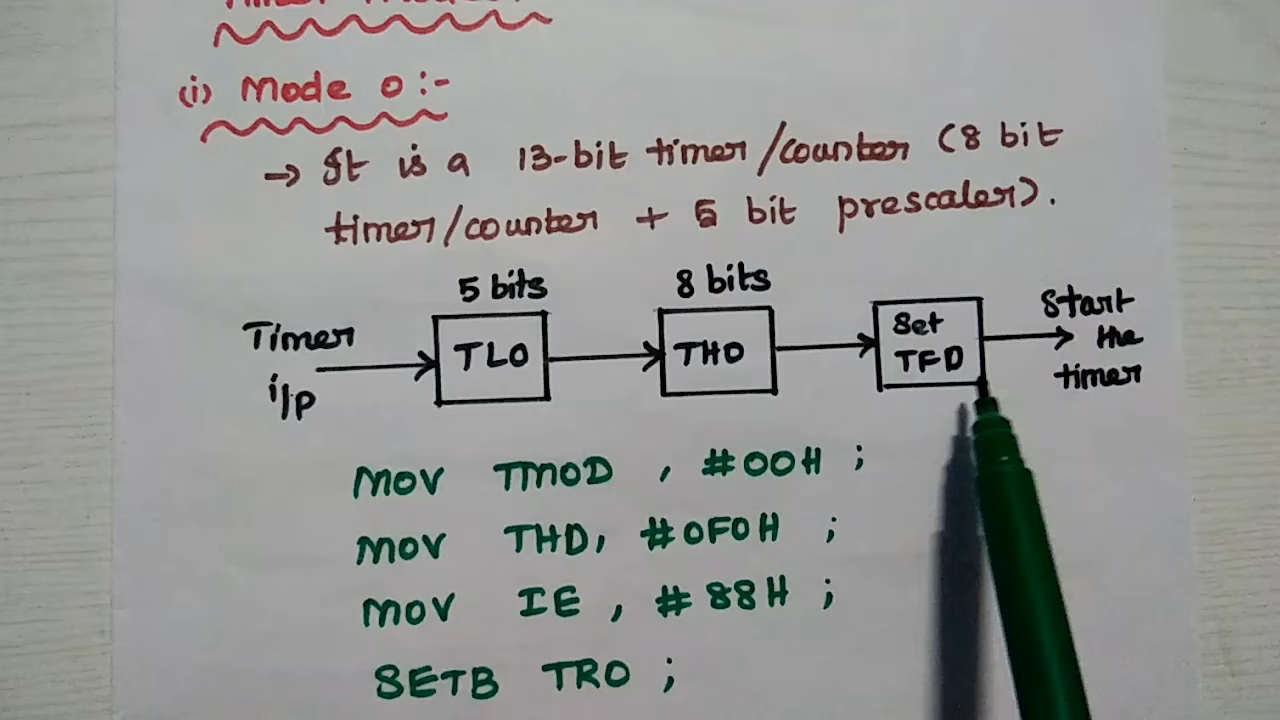 (i) Mode 0:-
→ It is a 13-bit timer/counter (8 bit
timer/counter + 5 bit prescaler).
5 bits 8 bits
Timer i/p → TL0 → TH0 → Set TF0 → Start the timer
MOV TMOD , #00H ;
MOV TH0, #0F0H ;
MOV IE , #88H ;
SETB TR0 ;